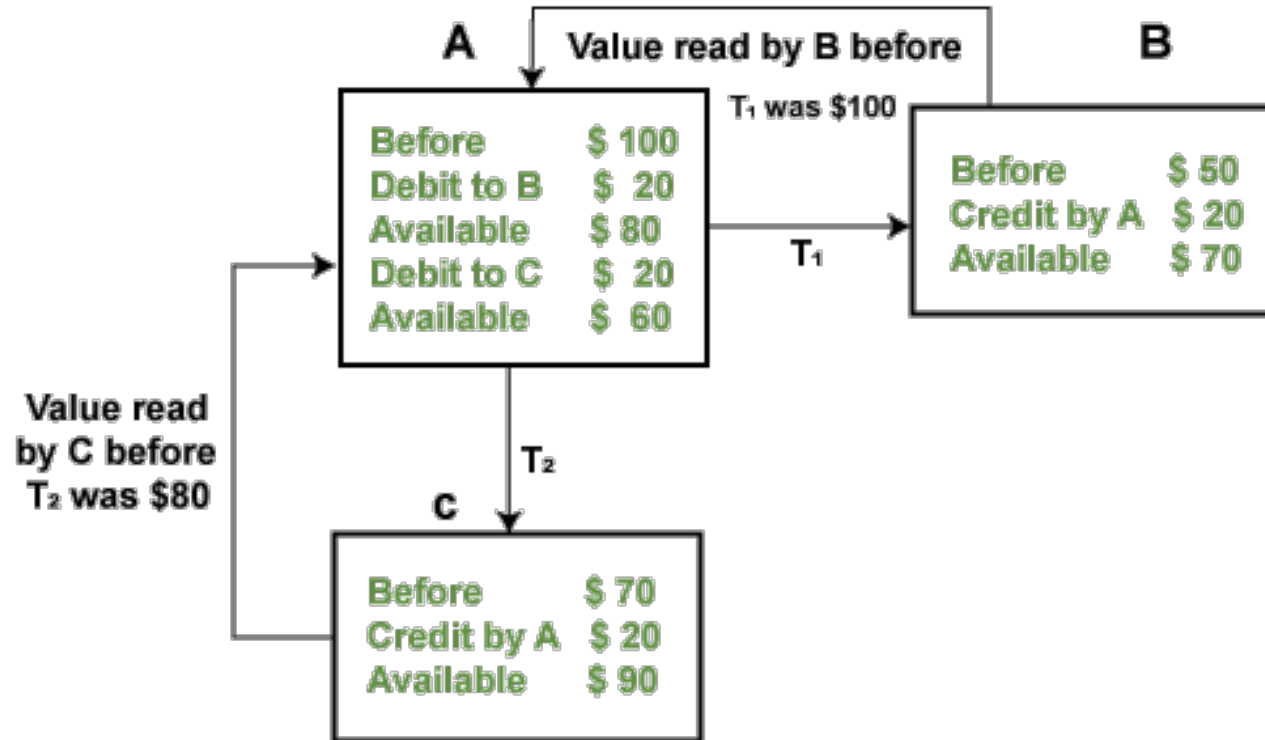 A
Value read by B before
T₁ was $100
B
Before $ 100
Debit to B $ 20
Available $ 80
Debit to C $ 20
Available $ 60
Before $ 50
Credit by A $ 20
Available $ 70
T₁
Value read
by C before
T₂ was $80
T₂
C
Before $ 70
Credit by A $ 20
Available $ 90